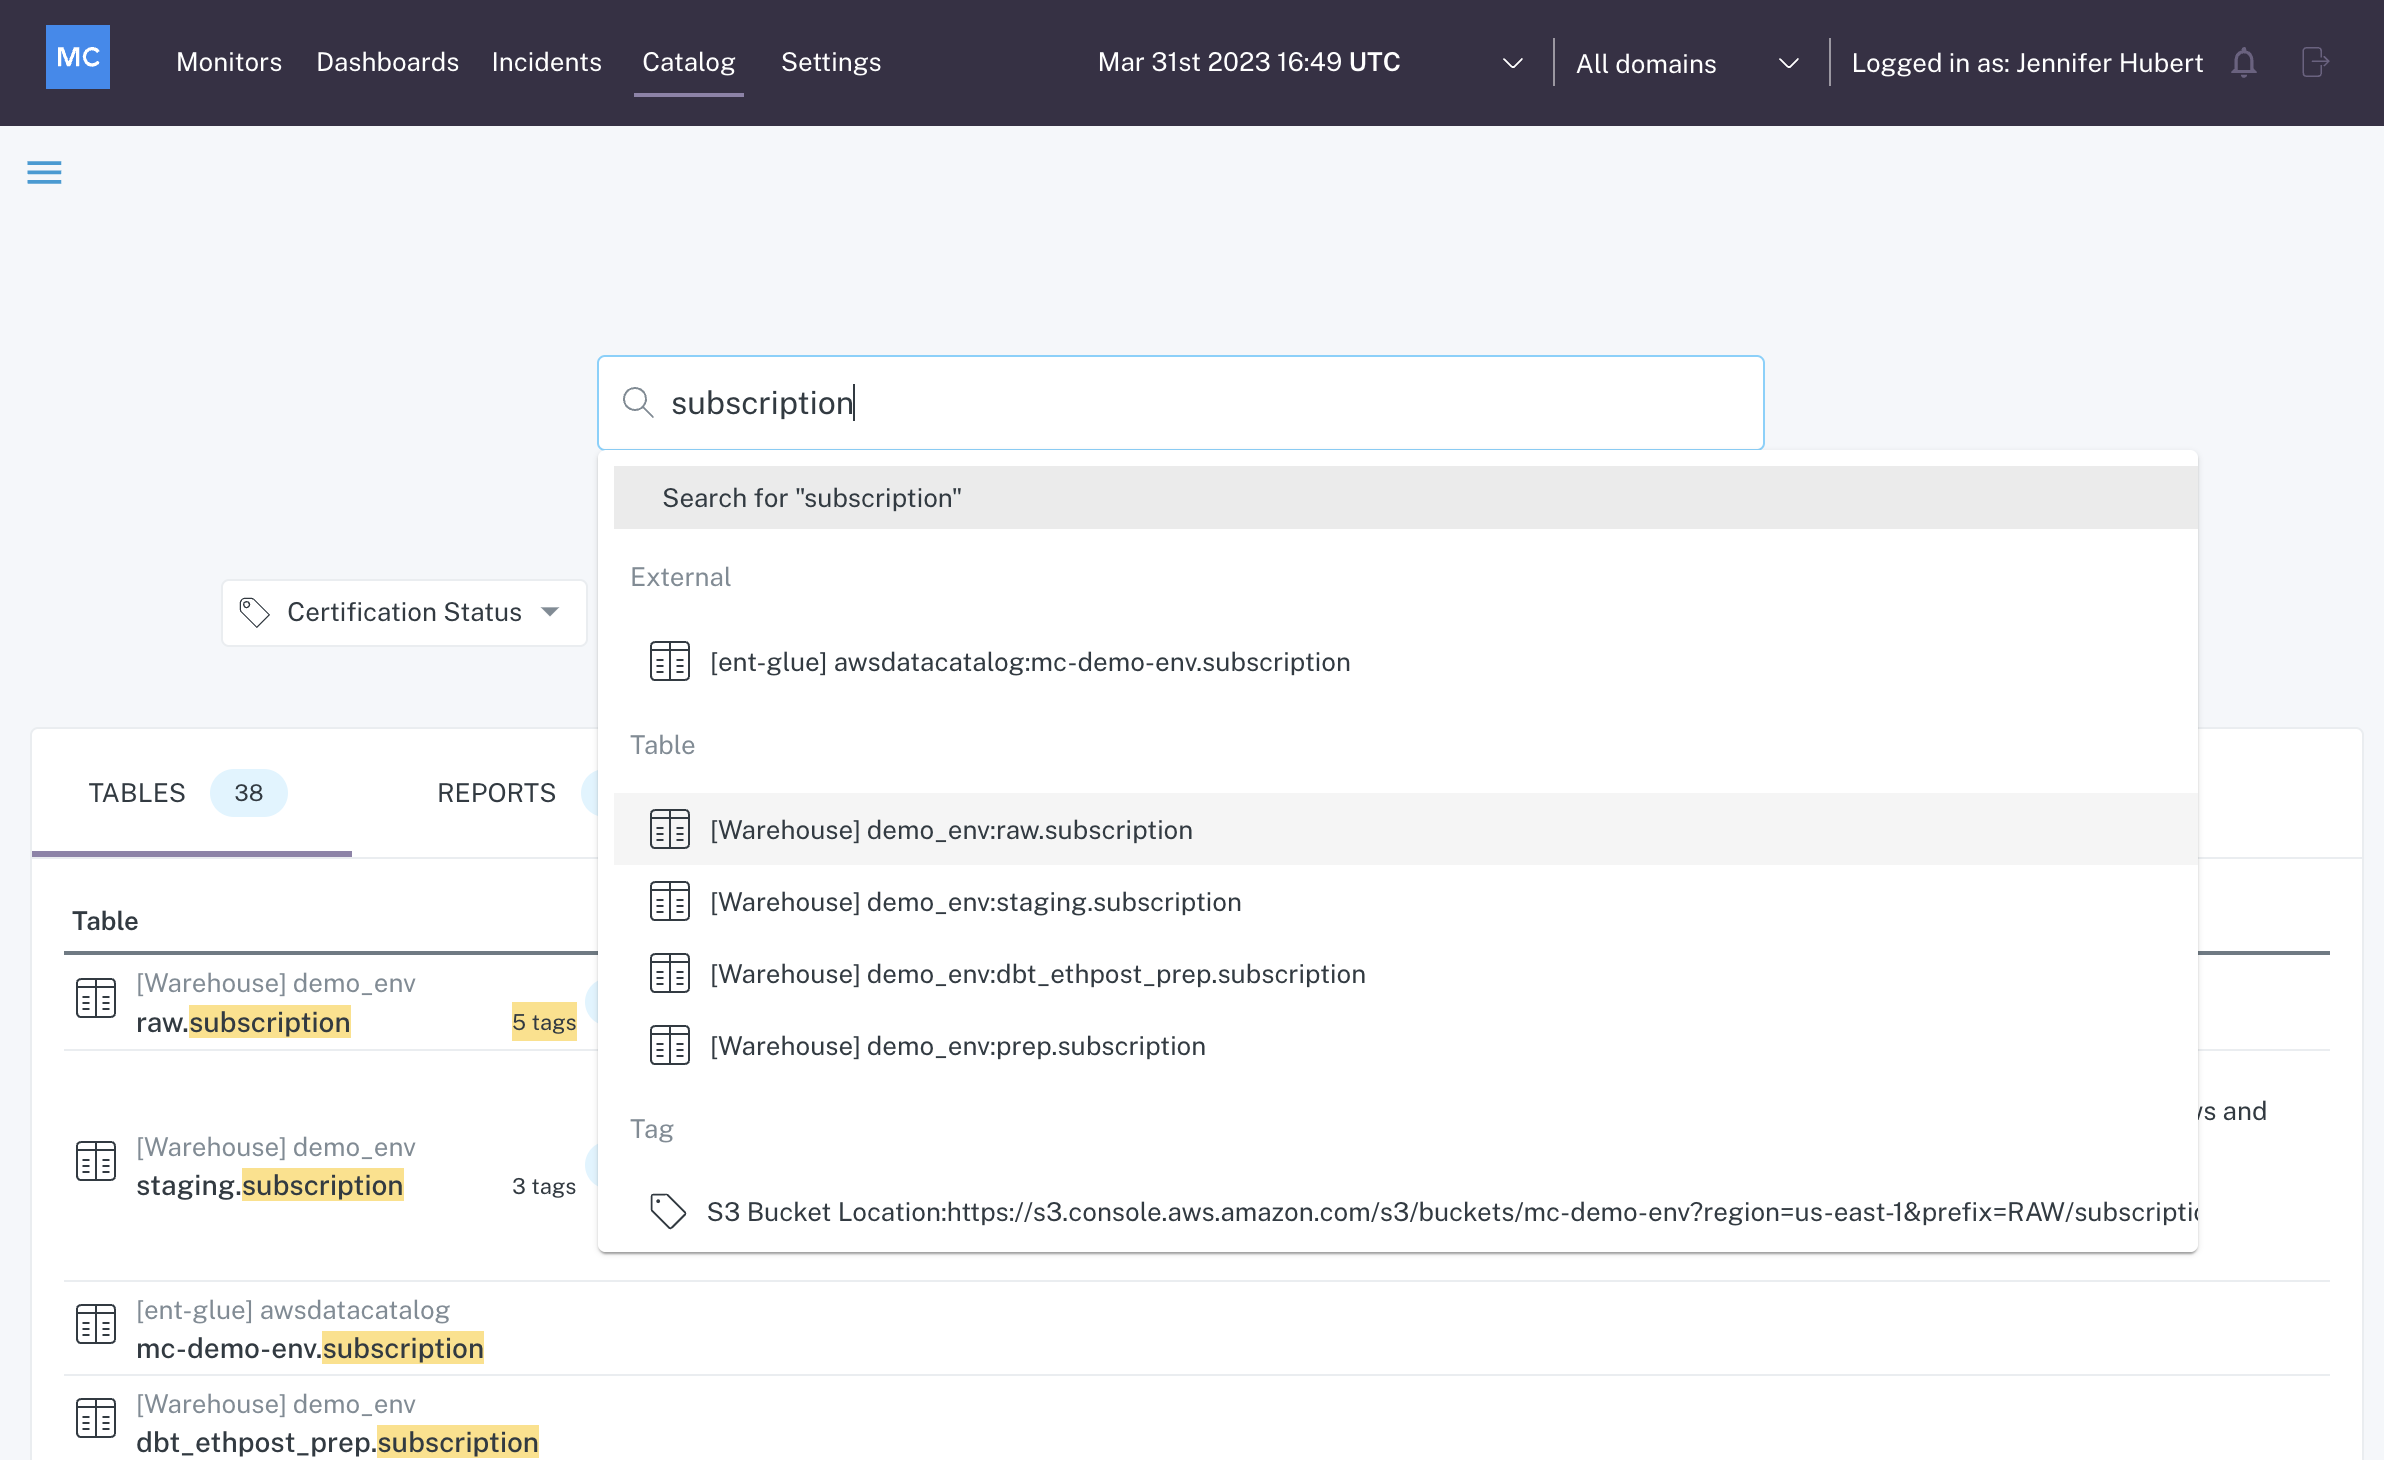 MC
Monitors Dashboards Incidents Catalog Settings Mar 31st 2023 16:49 UTC All domains Logged in as: Jennifer Hubert
subscription
Search for "subscription"
External
Certification Status
[ent-glue] awsdatacatalog:mc-demo-env.subscription
Table
TABLES 38 REPORTS
[Warehouse] demo_env:raw.subscription
[Warehouse] demo_env:staging.subscription
Table
[Warehouse] demo_env:dbt_ethpost_prep.subscription
[Warehouse] demo_env
raw.subscription 5 tags
[Warehouse] demo_env:prep.subscription
Tag
and
[Warehouse] demo_env
staging.subscription 3 tags
S3 Bucket Location:https://s3.console.aws.amazon.com/s3/buckets/mc-demo-env?region=us-east-1&prefix=RAW/subscripti
[ent-glue] awsdatacatalog
mc-demo-env.subscription
[Warehouse] demo_env
dbt_ethpost_prep.subscription